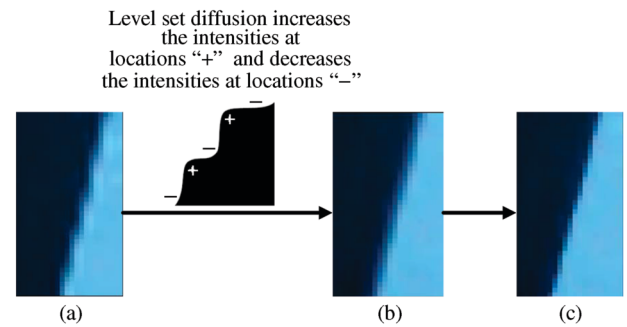 Level set diffusion increases
the intensities at
locations “+” and decreases
the intensities at locations “−”
−
+
−
+
−
(a)
(b)
(c)